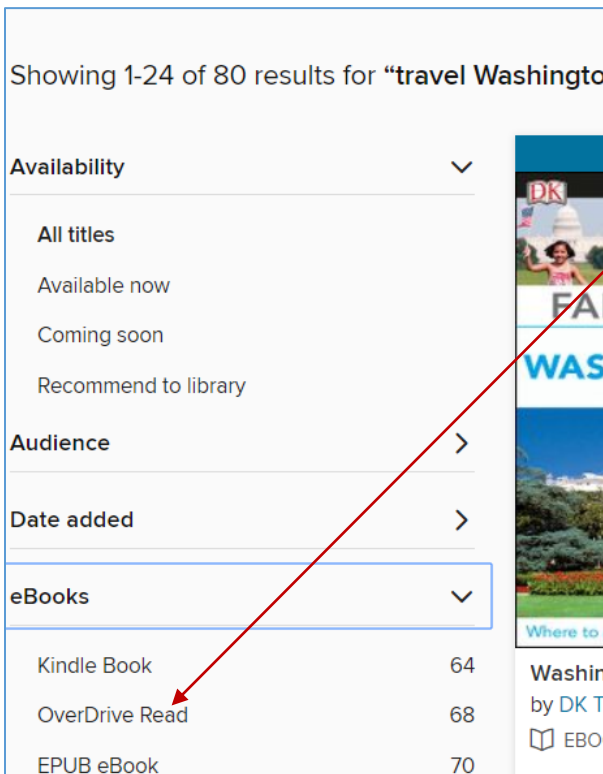 Showing 1-24 of 80 results for “travel Washingto
Availability
All titles
Available now
Coming soon
Recommend to library
Audience
Date added
eBooks
Kindle Book 64
OverDrive Read 68
EPUB eBook 70
DK
FA
WAS
Where to
Washin
by DK T
EBO